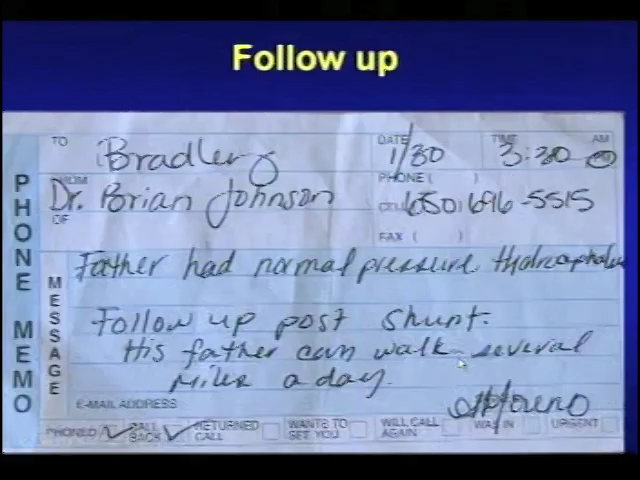 Follow up
PHONE MEMO
TO Bradley DATE 1/30 TIME 3:30 AM PM
FROM Dr. Brian Johnson PHONE ( )
OF CELL (650) 696-5515
FAX ( )
MESSAGE
Father had normal pressure Hydrocephalus
Follow up post shunt.
His father can walk several
miles a day.
E-MAIL ADDRESS
PHONED CALL BACK RETURNED CALL WANTS TO SEE YOU WILL CALL AGAIN WAS IN URGENT